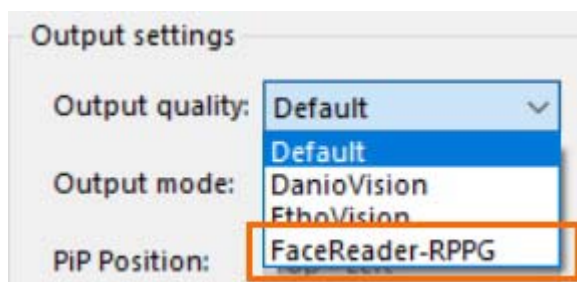 Output settings
Output quality: Default
Default
Output mode: DanioVision
EthoVision
PiP Position: FaceReader-RPPG